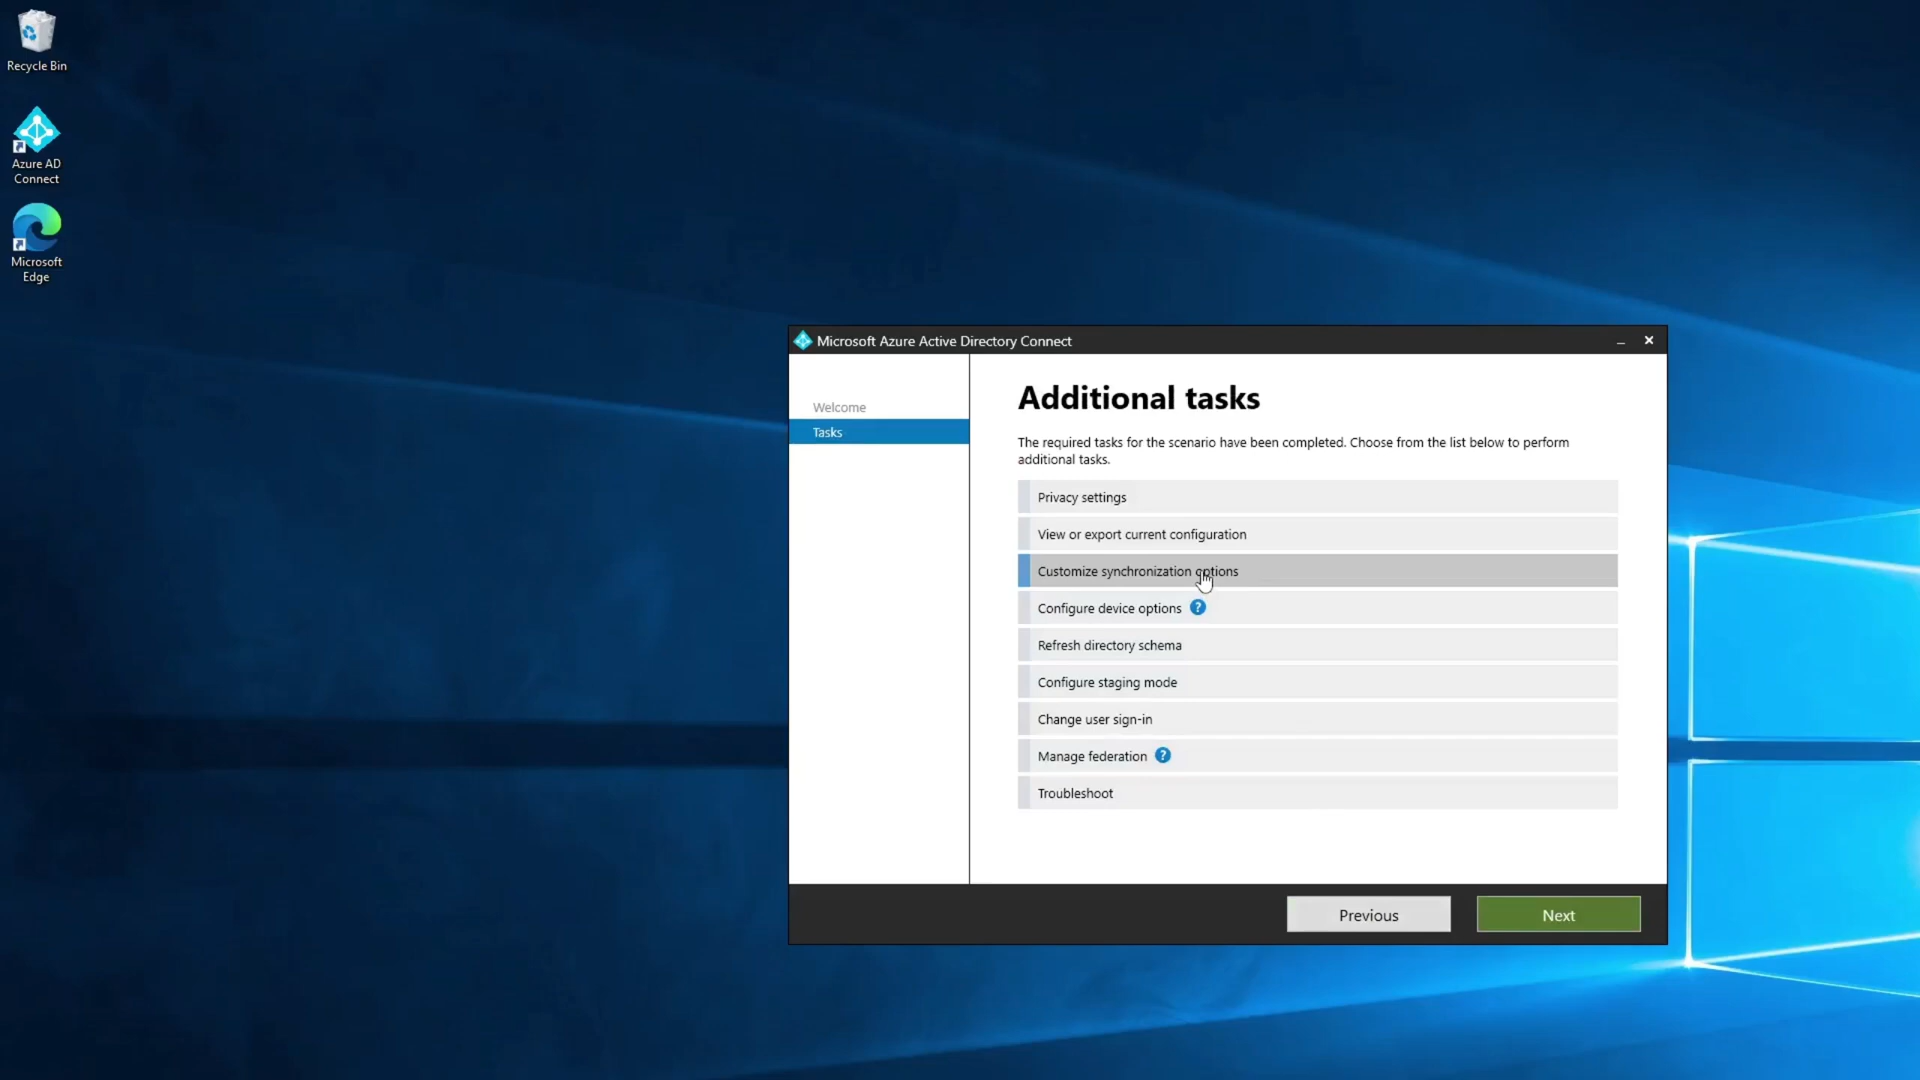 Recycle Bin
Azure AD
Connect
Microsoft
Edge
Microsoft Azure Active Directory Connect
Welcome
Tasks
Additional tasks
The required tasks for the scenario have been completed. Choose from the list below to perform
additional tasks.
Privacy settings
View or export current configuration
Customize synchronization options
Configure device options ?
Refresh directory schema
Configure staging mode
Change user sign-in
Manage federation ?
Troubleshoot
Previous
Next